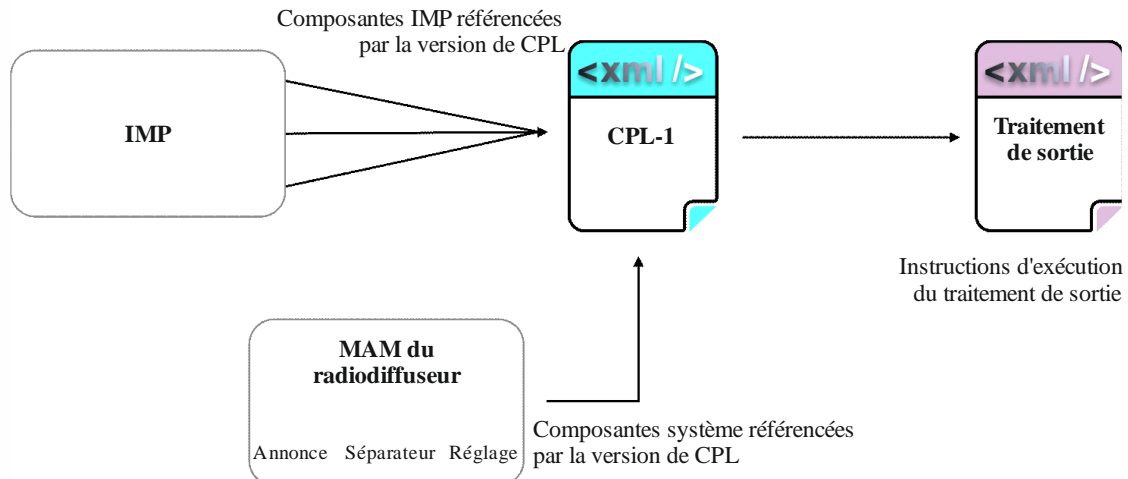 Composantes IMP référencées
par la version de CPL
<xml />
<xml />
IMP
CPL-1
Traitement
de sortie
Instructions d'exécution
du traitement de sortie
MAM du
radiodiffuseur
Annonce Séparateur Réglage
Composantes système référencées
par la version de CPL